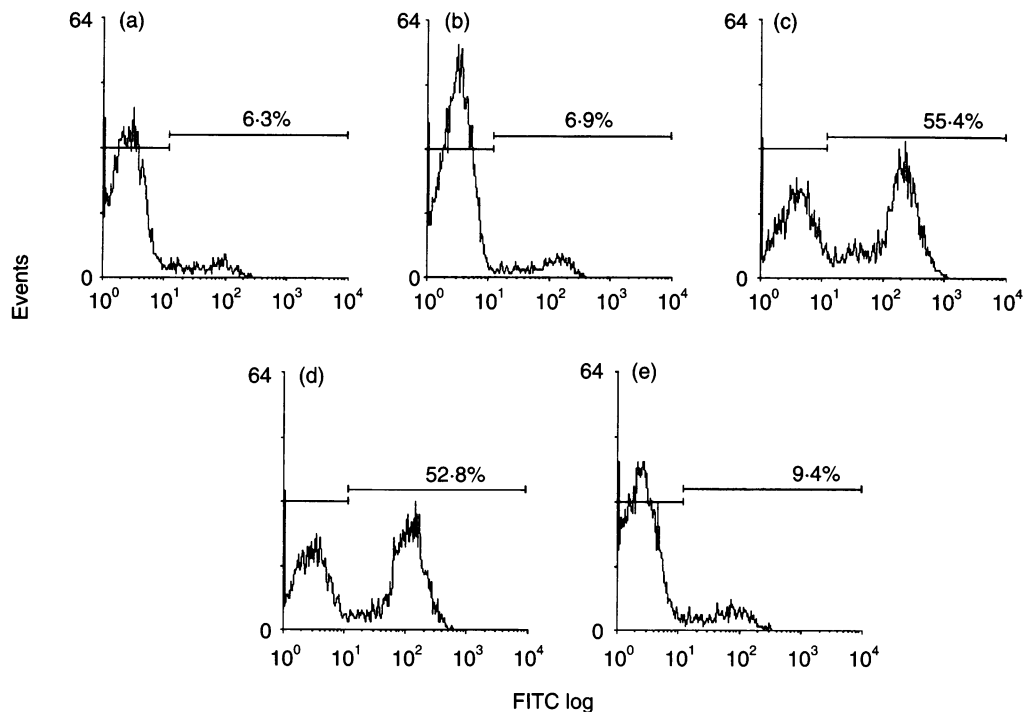 64 (a)
6·3%
0
10⁰ 10¹ 10² 10³ 10⁴
64 (b)
6·9%
0
10⁰ 10¹ 10² 10³ 10⁴
64 (c)
55·4%
0
10⁰ 10¹ 10² 10³ 10⁴
Events
64 (d)
52·8%
0
10⁰ 10¹ 10² 10³ 10⁴
64 (e)
9·4%
0
10⁰ 10¹ 10² 10³ 10⁴
FITC log